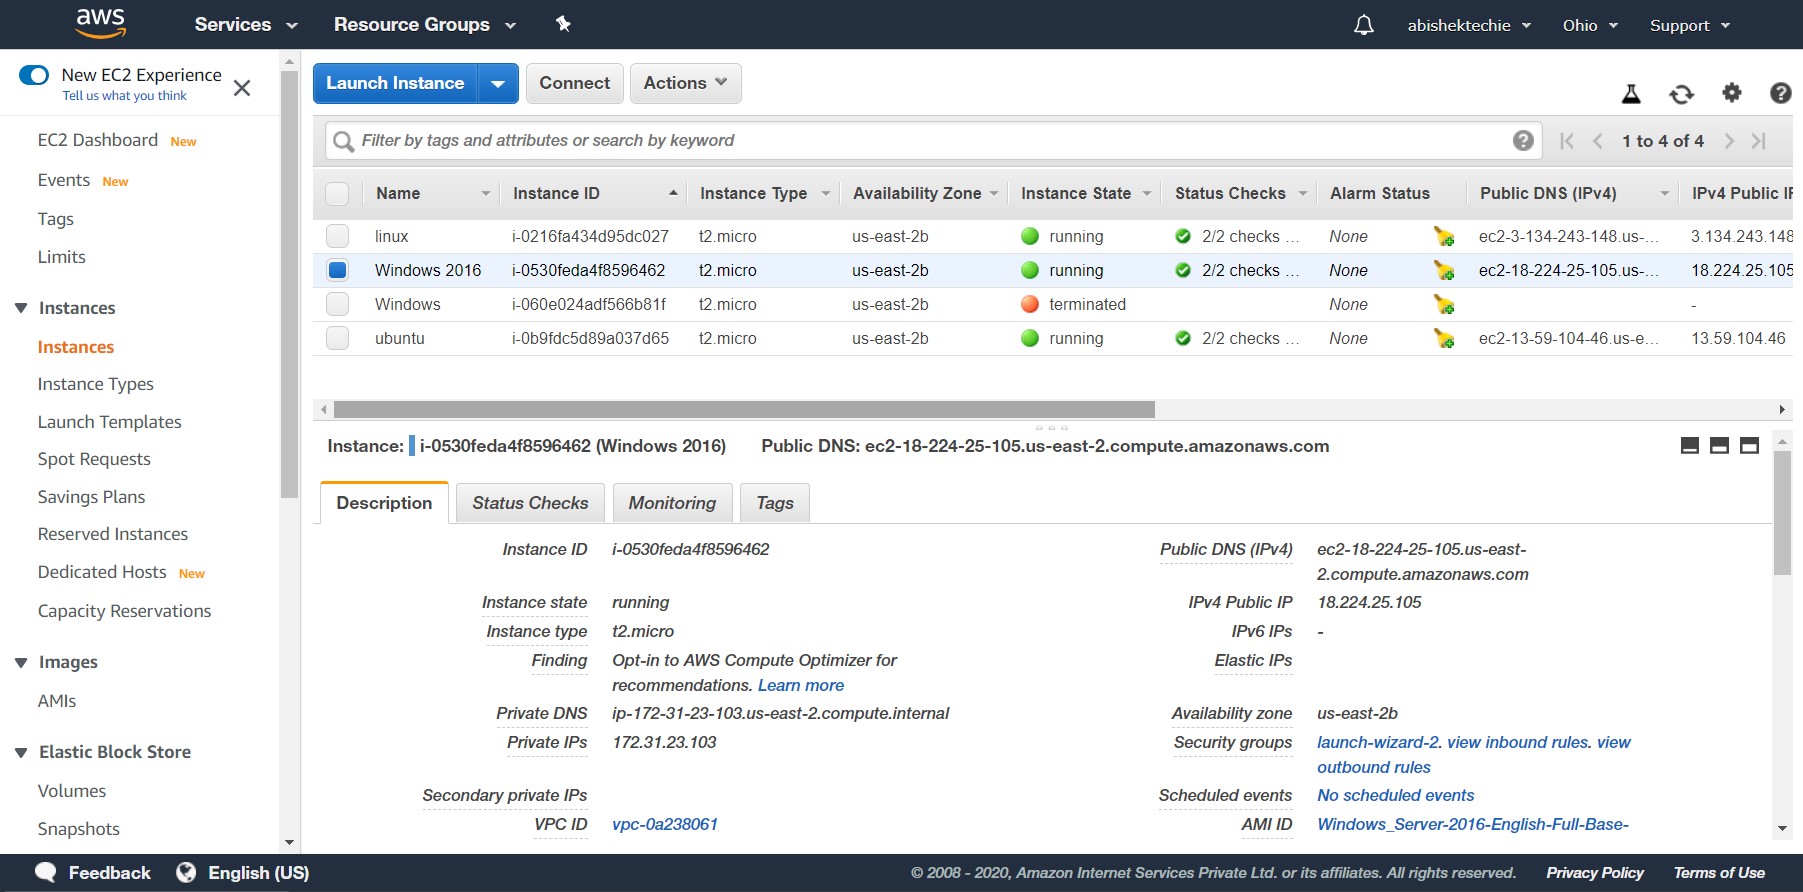 aws Services Resource Groups abishektechie Ohio Support
New EC2 Experience
Tell us what you think
EC2 Dashboard New
Events New
Tags
Limits
Instances
Instances
Instance Types
Launch Templates
Spot Requests
Savings Plans
Reserved Instances
Dedicated Hosts New
Capacity Reservations
Images
AMIs
Elastic Block Store
Volumes
Snapshots
Launch Instance Connect Actions
Filter by tags and attributes or search by keyword 1 to 4 of 4
Name Instance ID Instance Type Availability Zone Instance State Status Checks Alarm Status Public DNS (IPv4) IPv4 Public IP
linux i-0216fa434d95dc027 t2.micro us-east-2b running 2/2 checks ... None ec2-3-134-243-148.us-... 3.134.243.148
Windows 2016 i-0530feda4f8596462 t2.micro us-east-2b running 2/2 checks ... None ec2-18-224-25-105.us-... 18.224.25.105
Windows i-060e024adf566b81f t2.micro us-east-2b terminated None -
ubuntu i-0b9fdc5d89a037d65 t2.micro us-east-2b running 2/2 checks ... None ec2-13-59-104-46.us-e... 13.59.104.46
Instance: i-0530feda4f8596462 (Windows 2016) Public DNS: ec2-18-224-25-105.us-east-2.compute.amazonaws.com
Description Status Checks Monitoring Tags
Instance ID i-0530feda4f8596462
Instance state running
Instance type t2.micro
Finding Opt-in to AWS Compute Optimizer for
recommendations. Learn more
Private DNS ip-172-31-23-103.us-east-2.compute.internal
Private IPs 172.31.23.103
Secondary private IPs
VPC ID vpc-0a238061
Public DNS (IPv4) ec2-18-224-25-105.us-east-
2.compute.amazonaws.com
IPv4 Public IP 18.224.25.105
IPv6 IPs -
Elastic IPs
Availability zone us-east-2b
Security groups launch-wizard-2. view inbound rules. view
outbound rules
Scheduled events No scheduled events
AMI ID Windows_Server-2016-English-Full-Base-
Feedback English (US) © 2008 - 2020, Amazon Internet Services Private Ltd. or its affiliates. All rights reserved. Privacy Policy Terms of Use